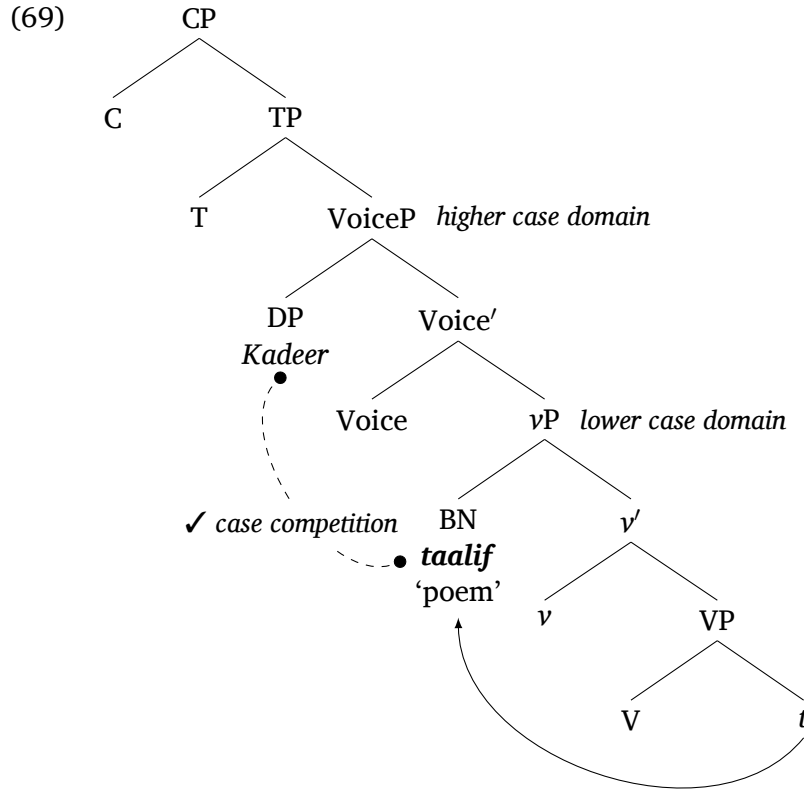 (69) CP
C TP
T VoiceP higher case domain
DP Voice′
Kadeer
Voice vP lower case domain
✓ case competition BN v′
taalif
‘poem’ v VP
V t